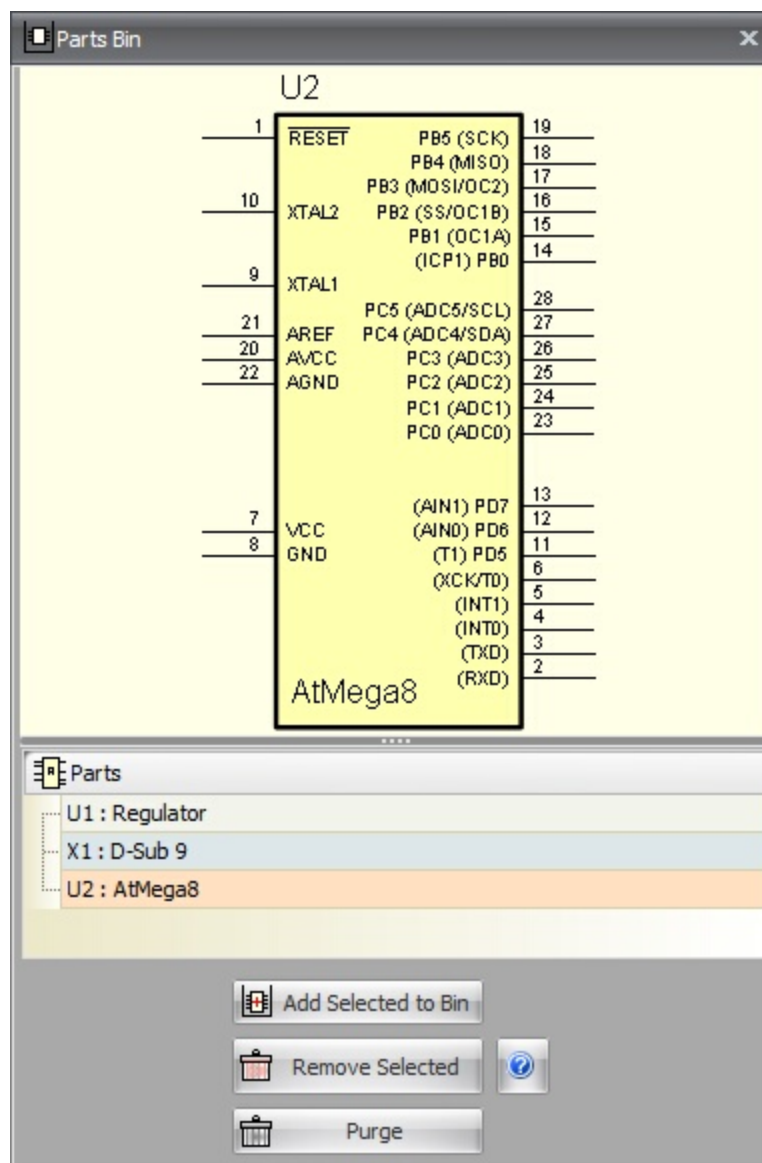 Parts Bin
U2
1 RESET PB5 (SCK) 19
PB4 (MISO) 18
PB3 (MOSI/OC2) 17
10 XTAL2 PB2 (SS/OC1B) 16
PB1 (OC1A) 15
(ICP1) PB0 14
9 XTAL1
PC5 (ADC5/SCL) 28
21 AREF PC4 (ADC4/SDA) 27
20 AVCC PC3 (ADC3) 26
22 AGND PC2 (ADC2) 25
PC1 (ADC1) 24
PC0 (ADC0) 23
(AIN1) PD7 13
7 VCC (AIN0) PD6 12
8 GND (T1) PD5 11
(XCK/T0) 6
(INT1) 5
(INT0) 4
(TXD) 3
(RXD) 2
AtMega8
Parts
U1 : Regulator
X1 : D-Sub 9
U2 : AtMega8
Add Selected to Bin
Remove Selected ?
Purge